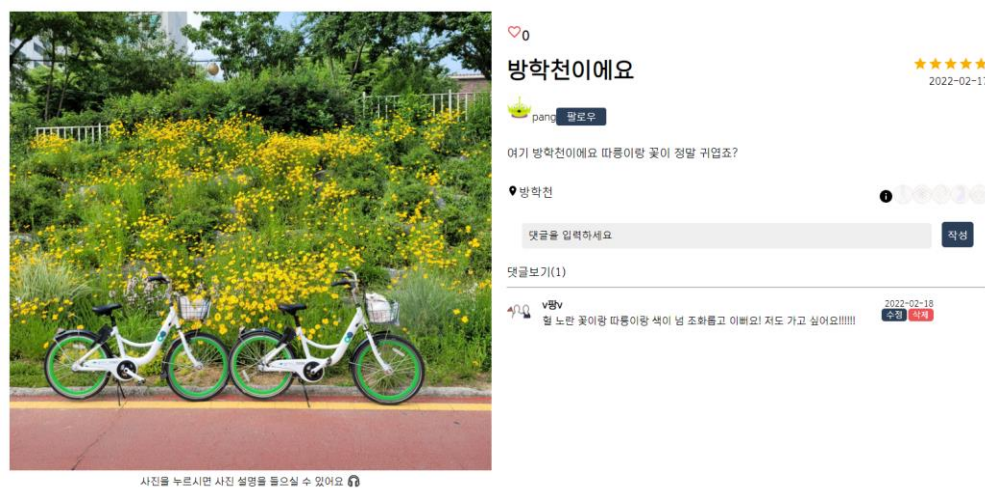 0
방학천이에요
2022-02-17
pang 팔로우
여기 방학천이에요 따릉이랑 꽃이 정말 귀엽죠?
방학천
댓글을 입력하세요 작성
댓글보기(1)
v팡v 2022-02-18
헐 노란 꽃이랑 따릉이랑 색이 넘 조화롭고 이뻐요! 저도 가고 싶어요!!!!!! 수정 삭제
사진을 누르시면 사진 설명을 들으실 수 있어요